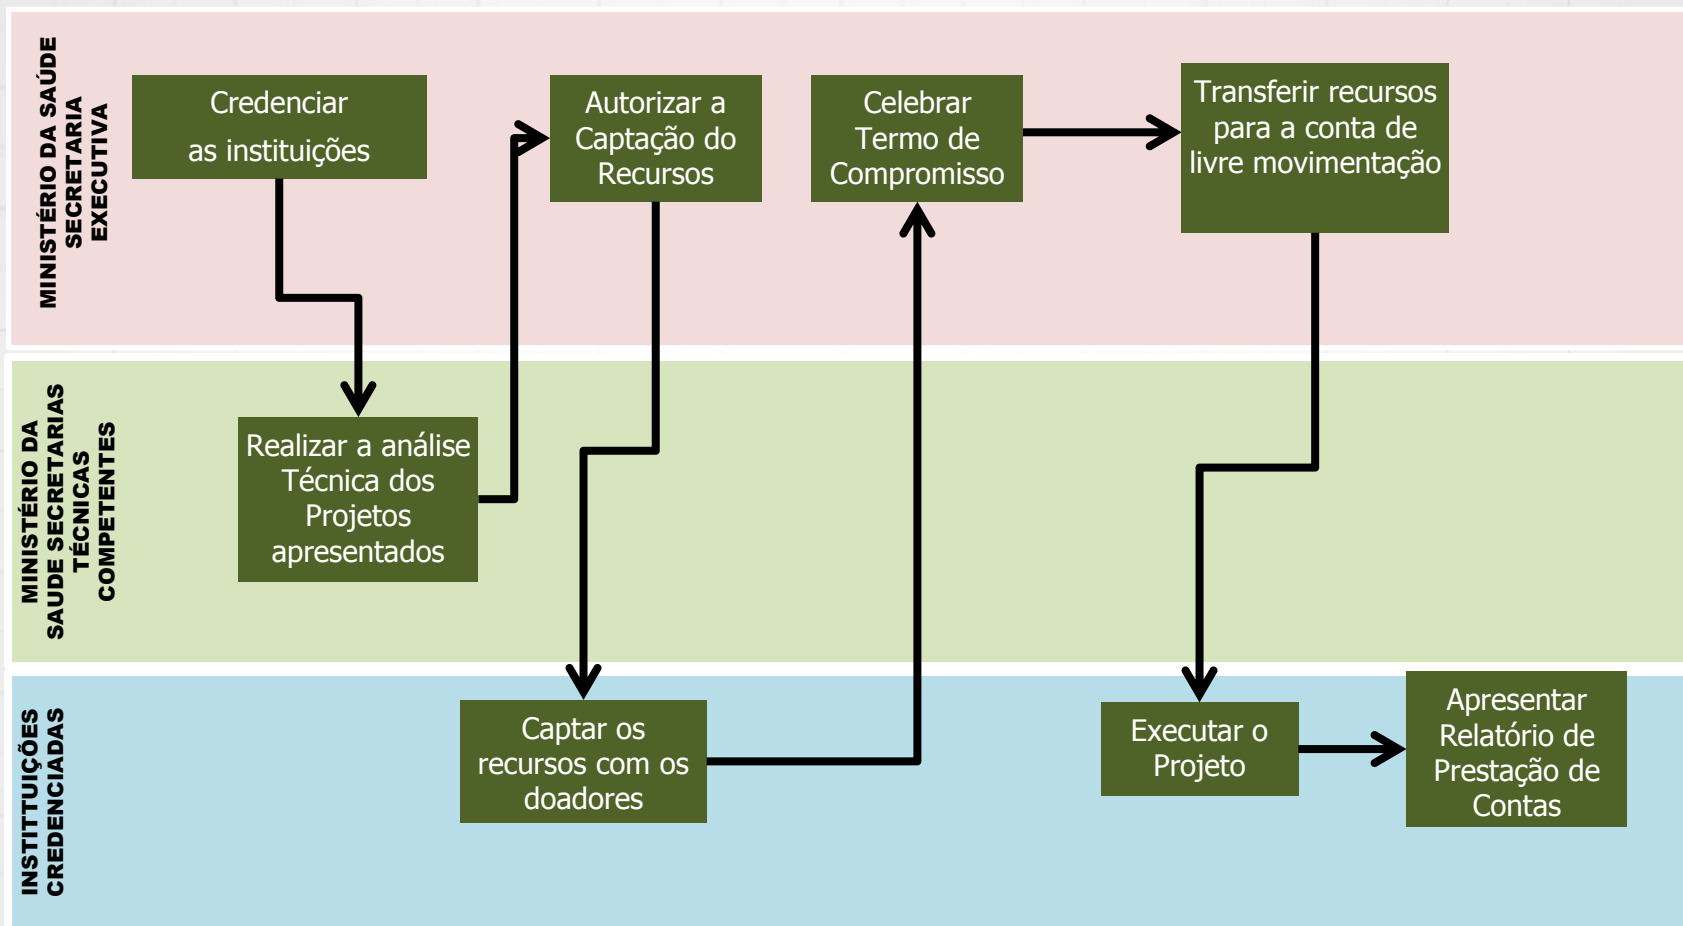 MINISTÉRIO DA SAÚDE
SECRETARIA
EXECUTIVA
Credenciar
as instituições
Autorizar a
Captação do
Recursos
Celebrar
Termo de
Compromisso
Transferir recursos
para a conta de
livre movimentação
MINISTÉRIO DA
SAUDE SECRETARIAS
TÉCNICAS
COMPETENTES
Realizar a análise
Técnica dos
Projetos
apresentados
INSTITTUIÇÕES
CREDENCIADAS
Captar os
recursos com os
doadores
Executar o
Projeto
Apresentar
Relatório de
Prestação de
Contas